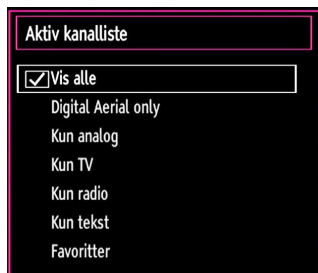 Aktiv kanalliste
Vis alle
Digital Aerial only
Kun analog
Kun TV
Kun radio
Kun tekst
Favoritter